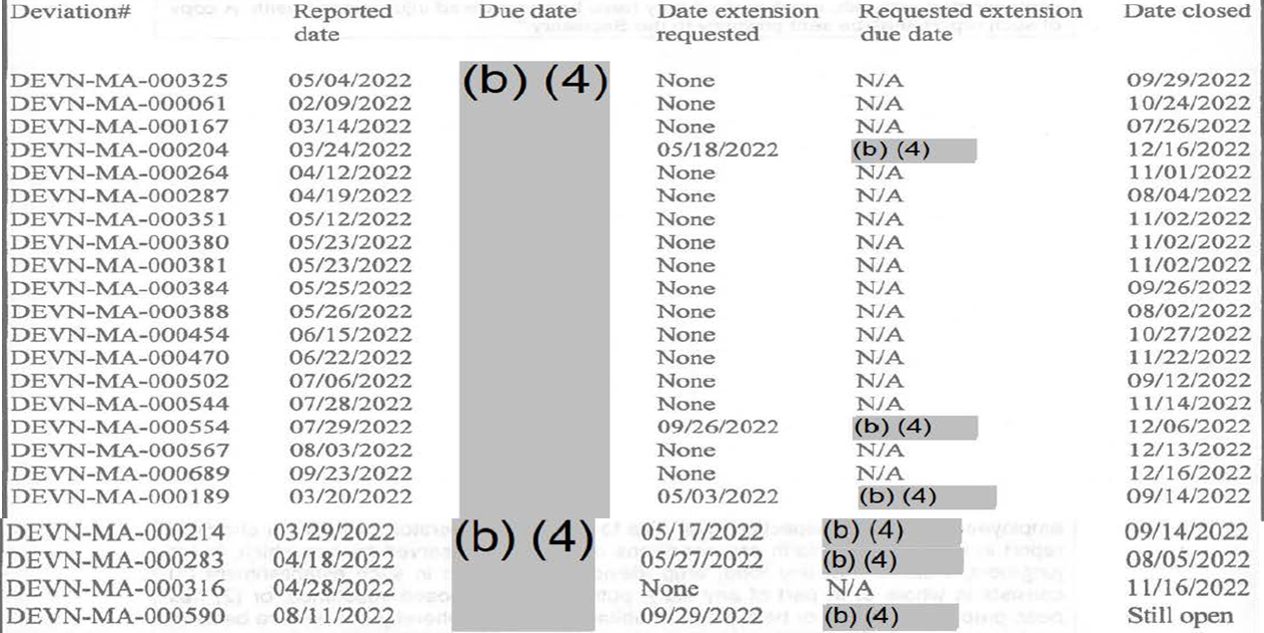 Deviation# Reported date Due date Date extension requested Requested extension due date Date closed
DEVN-MA-000325 05/04/2022 (b) (4) None N/A 09/29/2022
DEVN-MA-000061 02/09/2022 None N/A 10/24/2022
DEVN-MA-000167 03/14/2022 None N/A 07/26/2022
DEVN-MA-000204 03/24/2022 05/18/2022 (b) (4) 12/16/2022
DEVN-MA-000264 04/12/2022 None N/A 11/01/2022
DEVN-MA-000287 04/19/2022 None N/A 08/04/2022
DEVN-MA-000351 05/12/2022 None N/A 11/02/2022
DEVN-MA-000380 05/23/2022 None N/A 11/02/2022
DEVN-MA-000381 05/23/2022 None N/A 11/02/2022
DEVN-MA-000384 05/25/2022 None N/A 09/26/2022
DEVN-MA-000388 05/26/2022 None N/A 08/02/2022
DEVN-MA-000454 06/15/2022 None N/A 10/27/2022
DEVN-MA-000470 06/22/2022 None N/A 11/22/2022
DEVN-MA-000502 07/06/2022 None N/A 09/12/2022
DEVN-MA-000544 07/28/2022 None N/A 11/14/2022
DEVN-MA-000554 07/29/2022 09/26/2022 (b) (4) 12/06/2022
DEVN-MA-000567 08/03/2022 None N/A 12/13/2022
DEVN-MA-000689 09/23/2022 None N/A 12/16/2022
DEVN-MA-000189 03/20/2022 05/03/2022 (b) (4) 09/14/2022
DEVN-MA-000214 03/29/2022 (b) (4) 05/17/2022 (b) (4) 09/14/2022
DEVN-MA-000283 04/18/2022 05/27/2022 (b) (4) 08/05/2022
DEVN-MA-000316 04/28/2022 None N/A 11/16/2022
DEVN-MA-000590 08/11/2022 09/29/2022 (b) (4) Still open